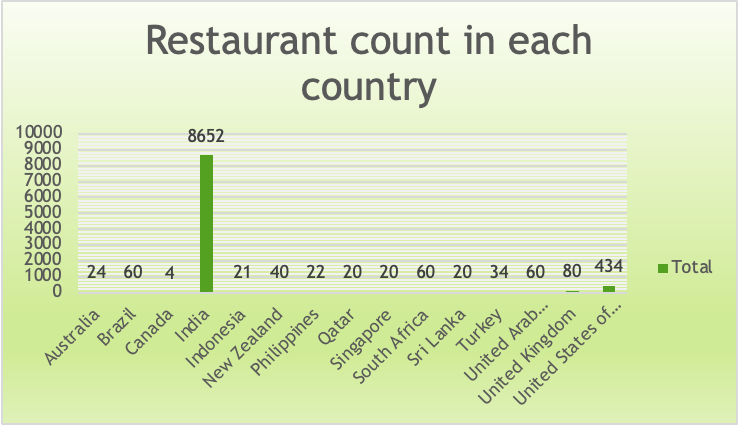 Restaurant count in each
country
10000
9000
8000
7000
6000
5000
4000
3000
2000
1000
0
24 60 4 8652 21 40 22 20 20 60 20 34 60 80 434
Australia
Brazil
Canada
India
Indonesia
New Zealand
Philippines
Qatar
Singapore
South Africa
Sri Lanka
Turkey
United Arab...
United Kingdom
United States of...
Total